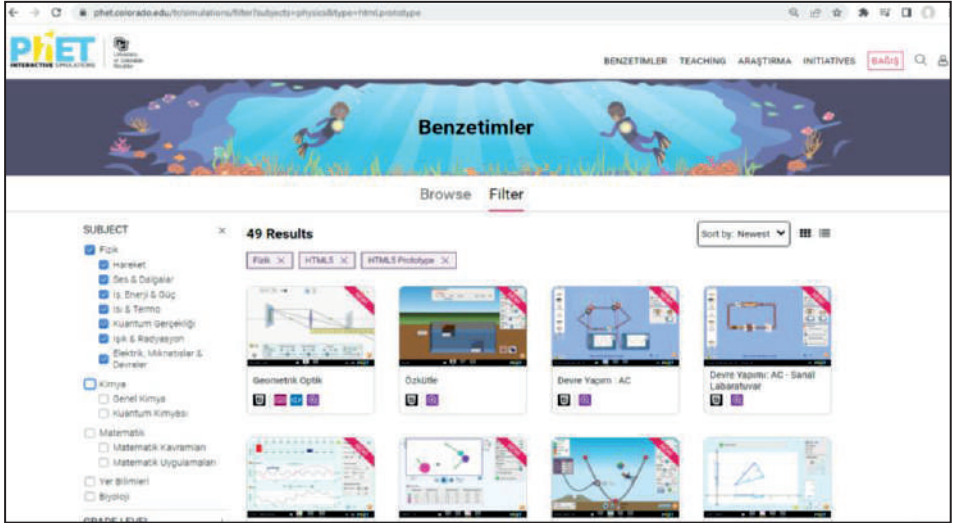 phet.colorado.edu/tr/simulations/filter?subjects=physics&type=html,prototype
PhET
INTERACTIVE SIMULATIONS
BENZETİMLER TEACHING ARAŞTIRMA INITIATIVES BAĞIŞ
Benzetimler
Browse Filter
SUBJECT ×
Fizik
Hareket
Ses & Dalgalar
İş, Enerji & Güç
Isı & Termo
Kuantum Gerçekliği
Işık & Radyasyon
Elektrik, Mıknatıslar &
Devreler
Kimya
Genel Kimya
Kuantum Kimyası
Matematik
Matematik Kavramları
Matematik Uygulamaları
Yer Bilimleri
Biyoloji
GRADE LEVEL
49 Results
Sort by: Newest
Fizik × HTML5 × HTML5 Prototype ×
Geometrik Optik
Özkütle
Devre Yapım : AC
Devre Yapımı: AC - Sanal
Labaratuvar